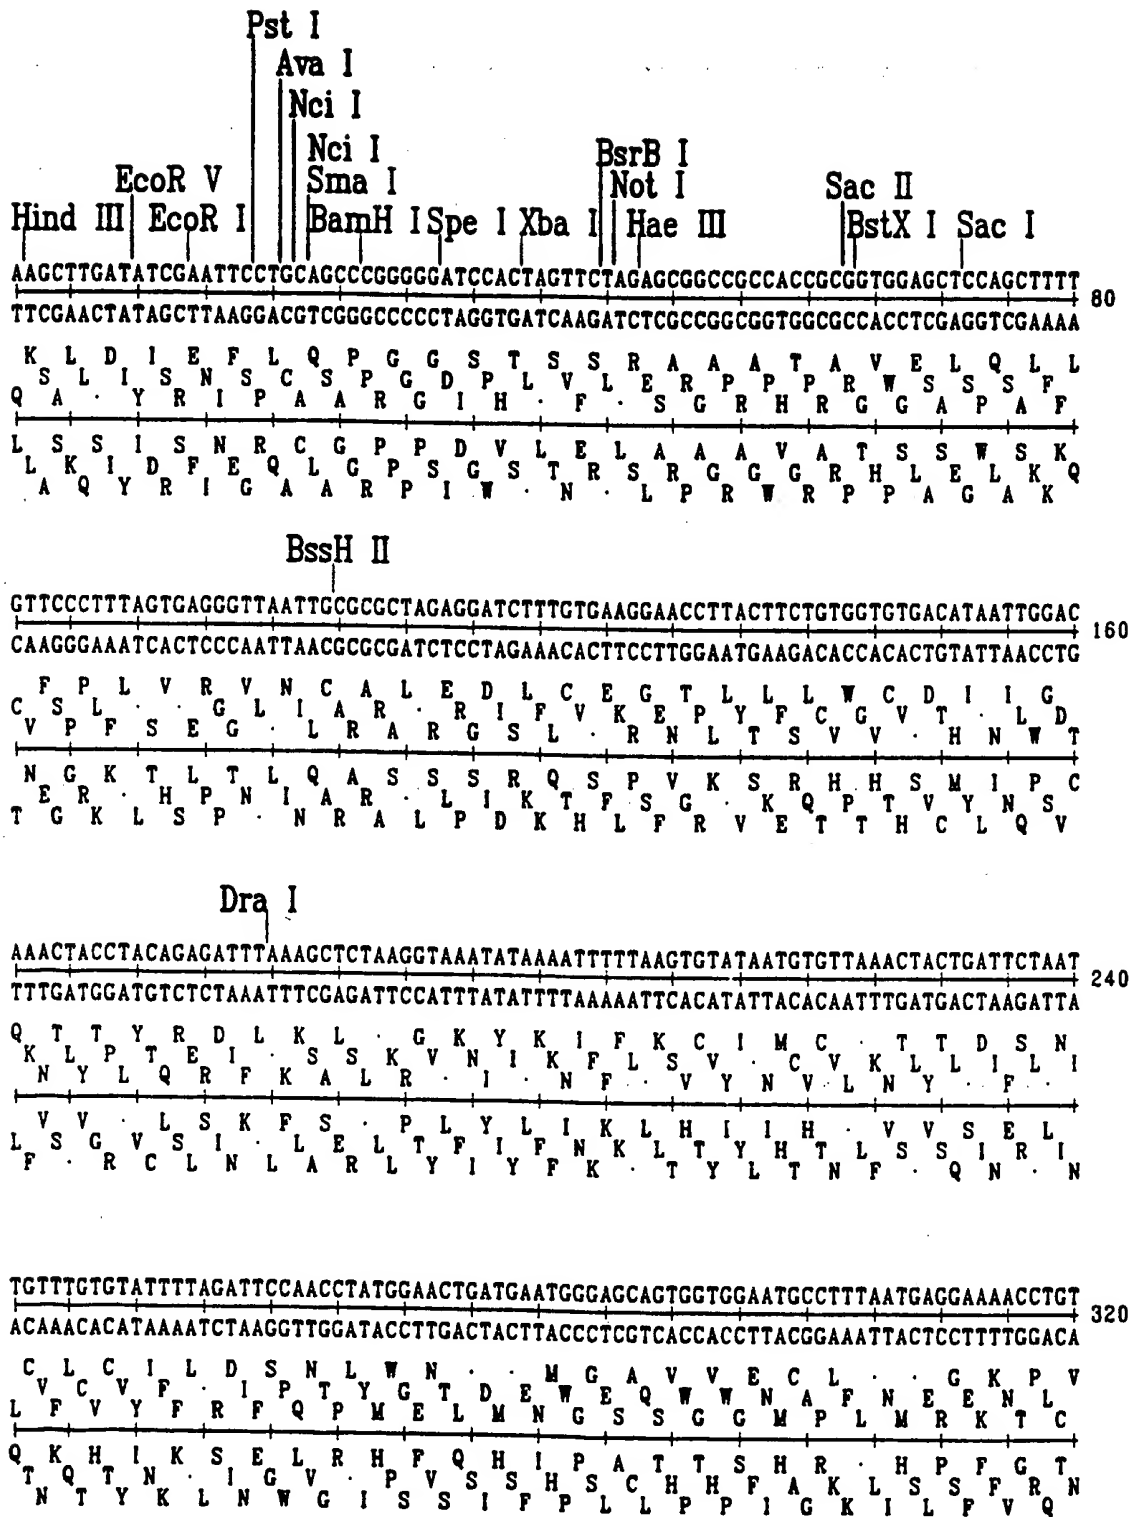 Pst I
Ava I
Nci I
Nci I BsrB I
EcoR V Sma I Not I Sac II
Hind III EcoR I BamH I Spe I Xba I Hae III BstX I Sac I
AAGCTTGATATCGAATTCCTGCAGCCCGGGGGATCCACTAGTTCTAGAGCGGCCGCCACCGCGGTGGAGCTCCAGCTTTT
80
TTCGAACTATAGCTTAAGGACGTCGGGCCCCCTAGGTGATCAAGATCTCGCCGGCGGTGGCGCCACCTCGAGGTCGAAAA
K L D I E F L Q P G G S T S S R A A A T A V E L Q L L
S L I S N S C S P G D P L V L E R P P P R W S S S F
Q A · Y R I P A A R G I H · F · S G R H R G G A P A F
L S S I S N R C G P P D V L E L A A A V A T S S W S K
L K I D F E Q L G P S G S T R S R G G G R H L E L K Q
A Q Y R I G A A R P I W · N · L P R W R P P A G A K
BssH II
GTTCCCTTTAGTGAGGGTTAATTGCGCGCTAGAGGATCTTTGTGAAGGAACCTTACTTCTGTGGTGTGACATAATTGGAC
160
CAAGGGAAATCACTCCCAATTAACGCGCGATCTCCTAGAAACACTTCCTTGGAATGAAGACACCACACTGTATTAACCTG
F P L V R V N C A L E D L C E G T L L L W C D I I G
C S L · · G L I A R · R I F V K E P Y F C G V T · L D
V P F S E G · L R A R G S L · R N L T S V V · H N W T
N G K T L T L Q A S S S R Q S P V K S R H H S M I P C
E R · H P N I A R · L I K T F S G · K Q P T V Y N S
T G K L S P · N R A L P D K H L F R V E T T H C L Q V
Dra I
AAACTACCTACAGAGATTTAAAGCTCTAAGGTAAATATAAAATTTTTAAGTGTATAATGTGTTAAACTACTGATTCTAAT
240
TTTGATGGATGTCTCTAAATTTCGAGATTCCATTTATATTTTAAAAATTCACATATTACACAATTTGATGACTAAGATTA
Q T T Y R D L K L · G K Y K I F K C I M C · T T D S N
K L P T E I · S S K V N I K F L S V · C V K L L I L I
N Y L Q R F K A L R · I · N F · V Y N V L N Y · F ·
V V · L S K F S · P L Y L I K L H I I H · V V S E L
L S G V S I · L E L T F I F N K L T Y H T L S S I R I
F · R C L N L A R L Y I Y F K · T Y L T N F · Q N · N
TGTTTGTGTATTTTAGATTCCAACCTATGGAACTGATGAATGGGAGCAGTGGTGGAATGCCTTTAATGAGGAAAACCTGT
320
ACAAACACATAAAATCTAAGGTTGGATACCTTGACTACTTACCCTCGTCACCACCTTACGGAAATTACTCCTTTTGGACA
C L C I L D S N L W N · · M G A V V E C L · · G K P V
V C V F · I P T Y G T D E W E Q W W N A F N E E N L
L F V Y F R F Q P M E L M N G S S G G M P L M R K T C
Q K H I K S E L R H F Q H I P A T T S H R · H P F G T
T Q T N · I G V · P V S S H S C H H F A K L S S F R N
N T Y K L N W G I S S I F P L L P P I G K I L F V Q